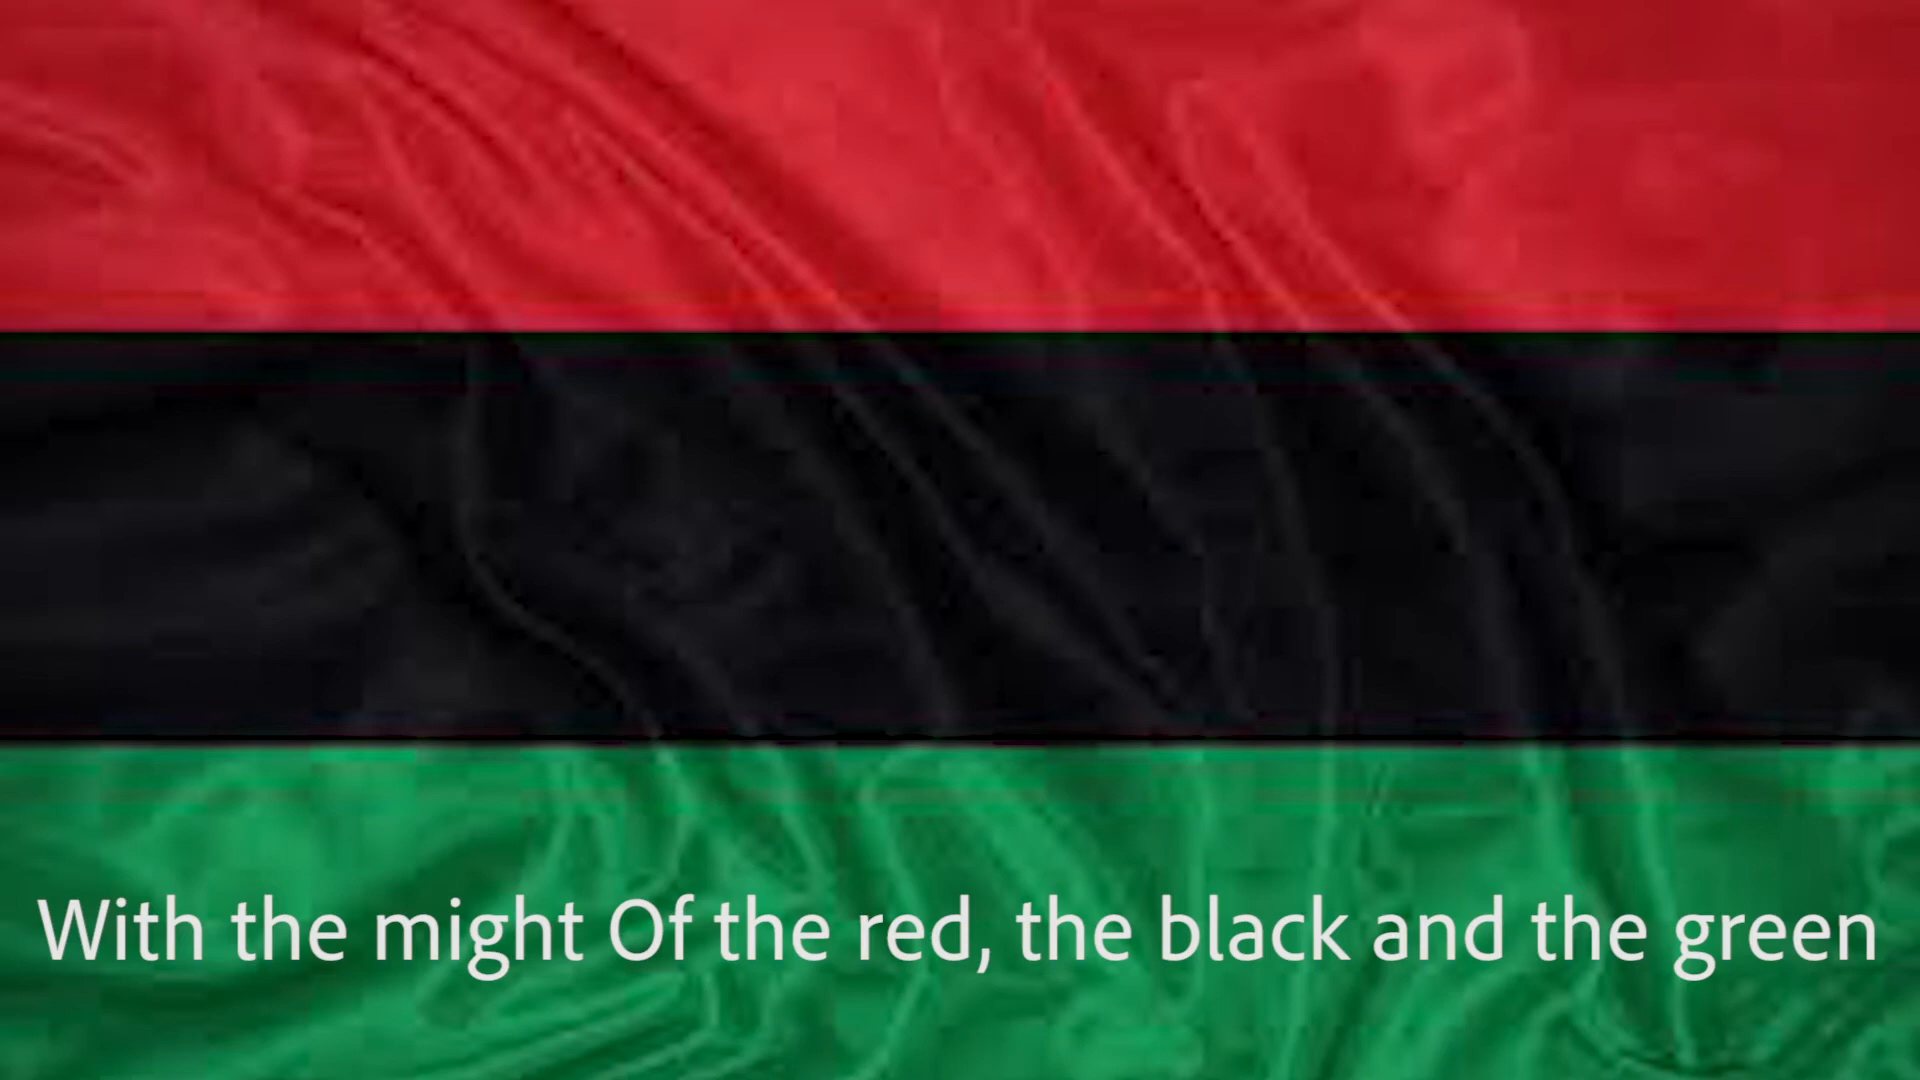 With the might Of the red, the black and the green